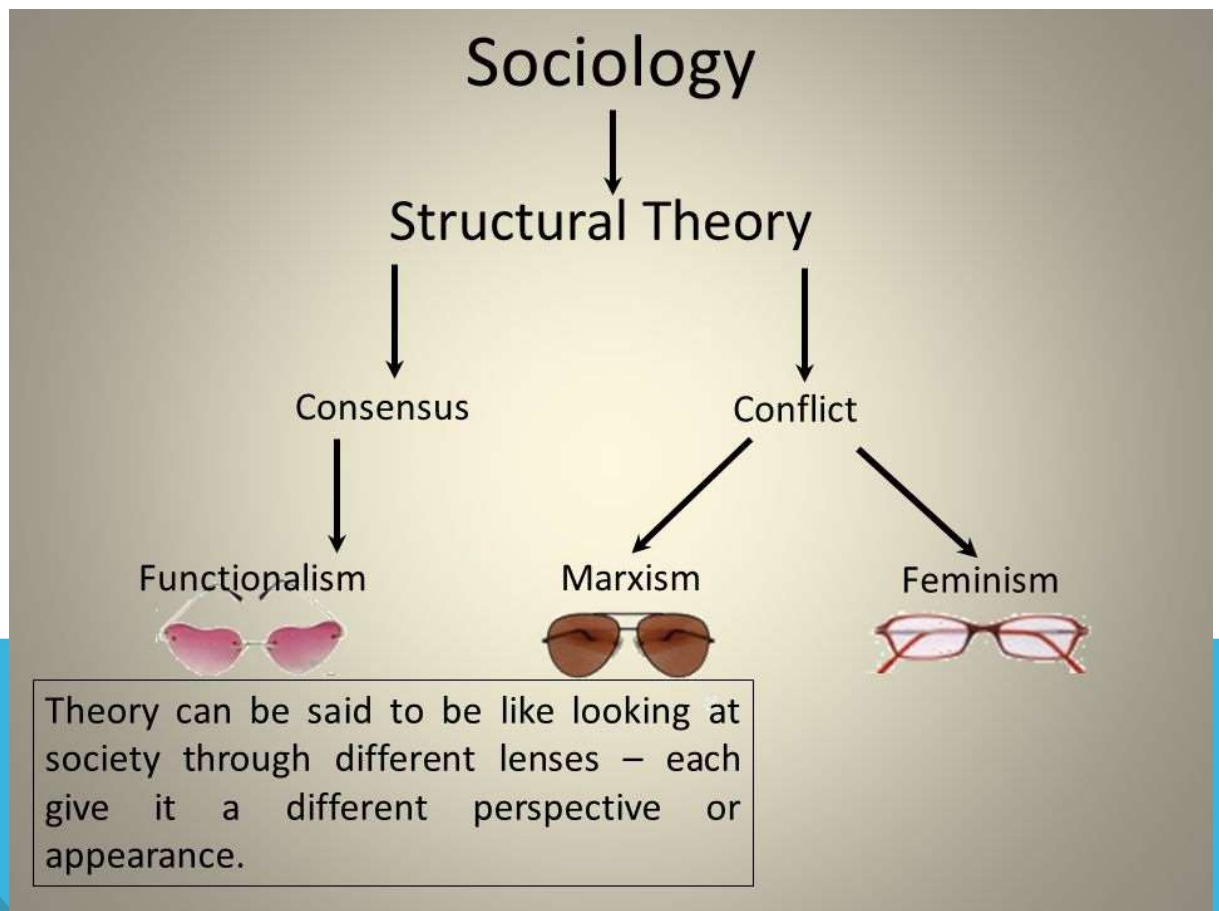 Sociology
Structural Theory
Consensus
Conflict
Functionalism
Marxism
Feminism
Theory can be said to be like looking at
society through different lenses – each
give it a different perspective or
appearance.